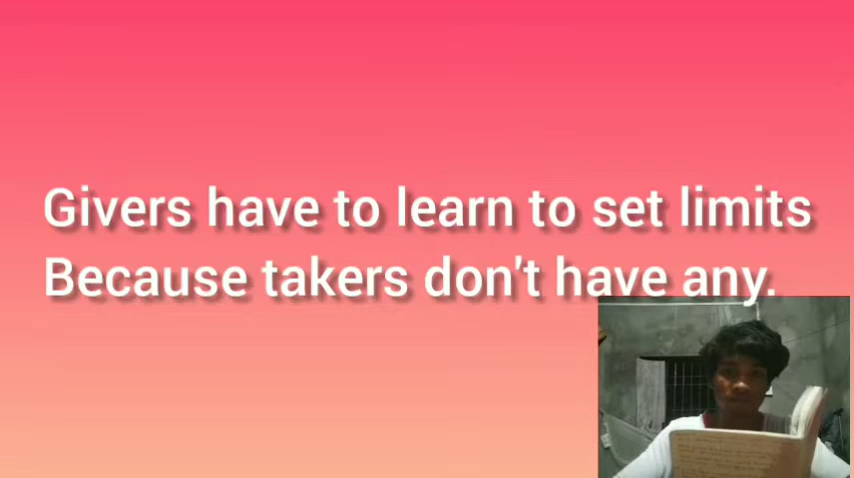 Givers have to learn to set limits
Because takers don't have any.